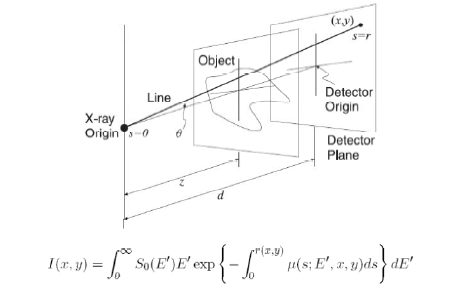 (x,y)
s=r
Object
Line
Detector
Origin
X-ray
Origin
s=0
θ
Detector
Plane
z
d
I(x, y) = ∫₀^∞ S₀(E′)E′ exp { − ∫₀^{r(x,y)} μ(s; E′, x, y)ds } dE′